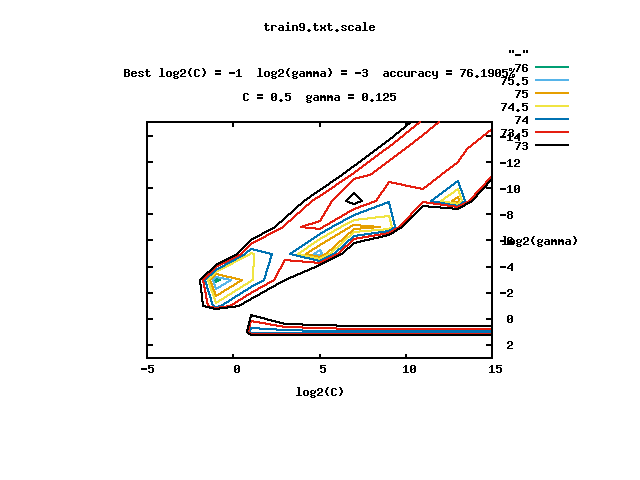 train9.txt.scale
"-"
Best log2(C) = -1  log2(gamma) = -3  accuracy = 76.1905%
76
75.5
C = 0.5  gamma = 0.125
75
74.5
74
73.5
73
-14
-12
-10
-8
-6
log2(gamma)
-4
-2
0
2
-5 0 5 10 15
log2(C)